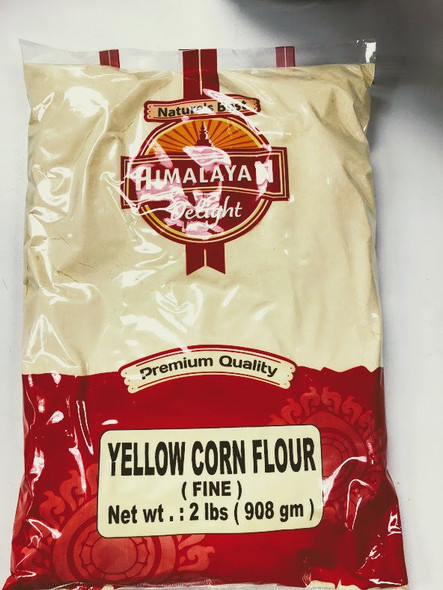 Nature's Best
HIMALAYAN
Delight
Premium Quality
YELLOW CORN FLOUR
( FINE )
Net wt . : 2 lbs ( 908 gm )